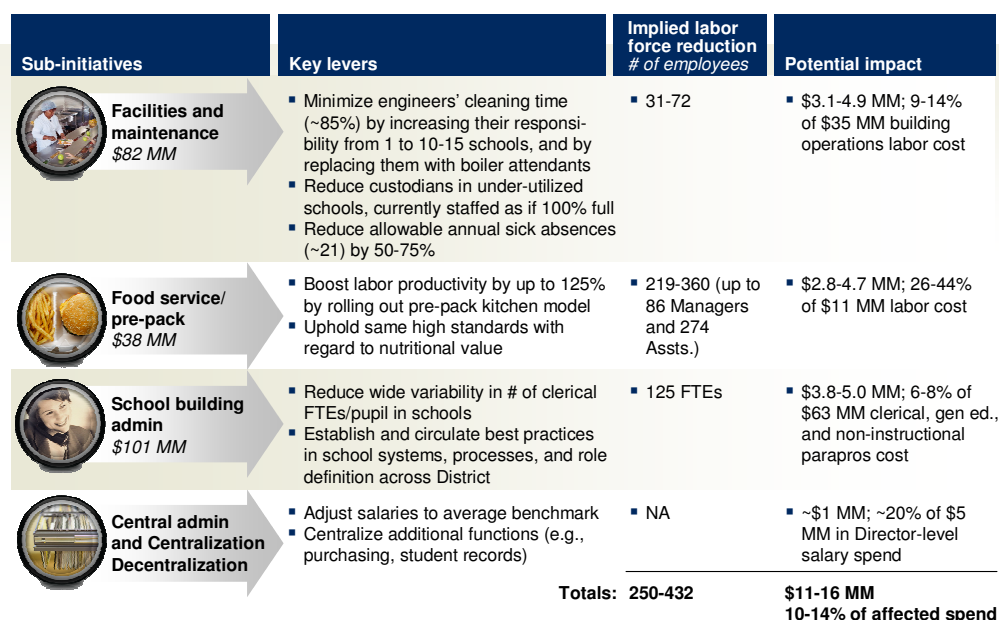 Sub-initiatives
Key levers
Implied labor
force reduction
# of employees
Potential impact
Facilities and
maintenance
$82 MM
▪ Minimize engineers' cleaning time
(~85%) by increasing their responsi-
bility from 1 to 10-15 schools, and by
replacing them with boiler attendants
▪ Reduce custodians in under-utilized
schools, currently staffed as if 100% full
▪ Reduce allowable annual sick absences
(~21) by 50-75%
▪ 31-72
▪ $3.1-4.9 MM; 9-14%
of $35 MM building
operations labor cost
Food service/
pre-pack
$38 MM
▪ Boost labor productivity by up to 125%
by rolling out pre-pack kitchen model
▪ Uphold same high standards with
regard to nutritional value
▪ 219-360 (up to
86 Managers
and 274
Assts.)
▪ $2.8-4.7 MM; 26-44%
of $11 MM labor cost
School building
admin
$101 MM
▪ Reduce wide variability in # of clerical
FTEs/pupil in schools
▪ Establish and circulate best practices
in school systems, processes, and role
definition across District
▪ 125 FTEs
▪ $3.8-5.0 MM; 6-8% of
$63 MM clerical, gen ed.,
and non-instructional
parapros cost
Central admin
and Centralization
Decentralization
▪ Adjust salaries to average benchmark
▪ Centralize additional functions (e.g.,
purchasing, student records)
▪ NA
▪ ~$1 MM; ~20% of $5
MM in Director-level
salary spend
Totals: 250-432
$11-16 MM
10-14% of affected spend